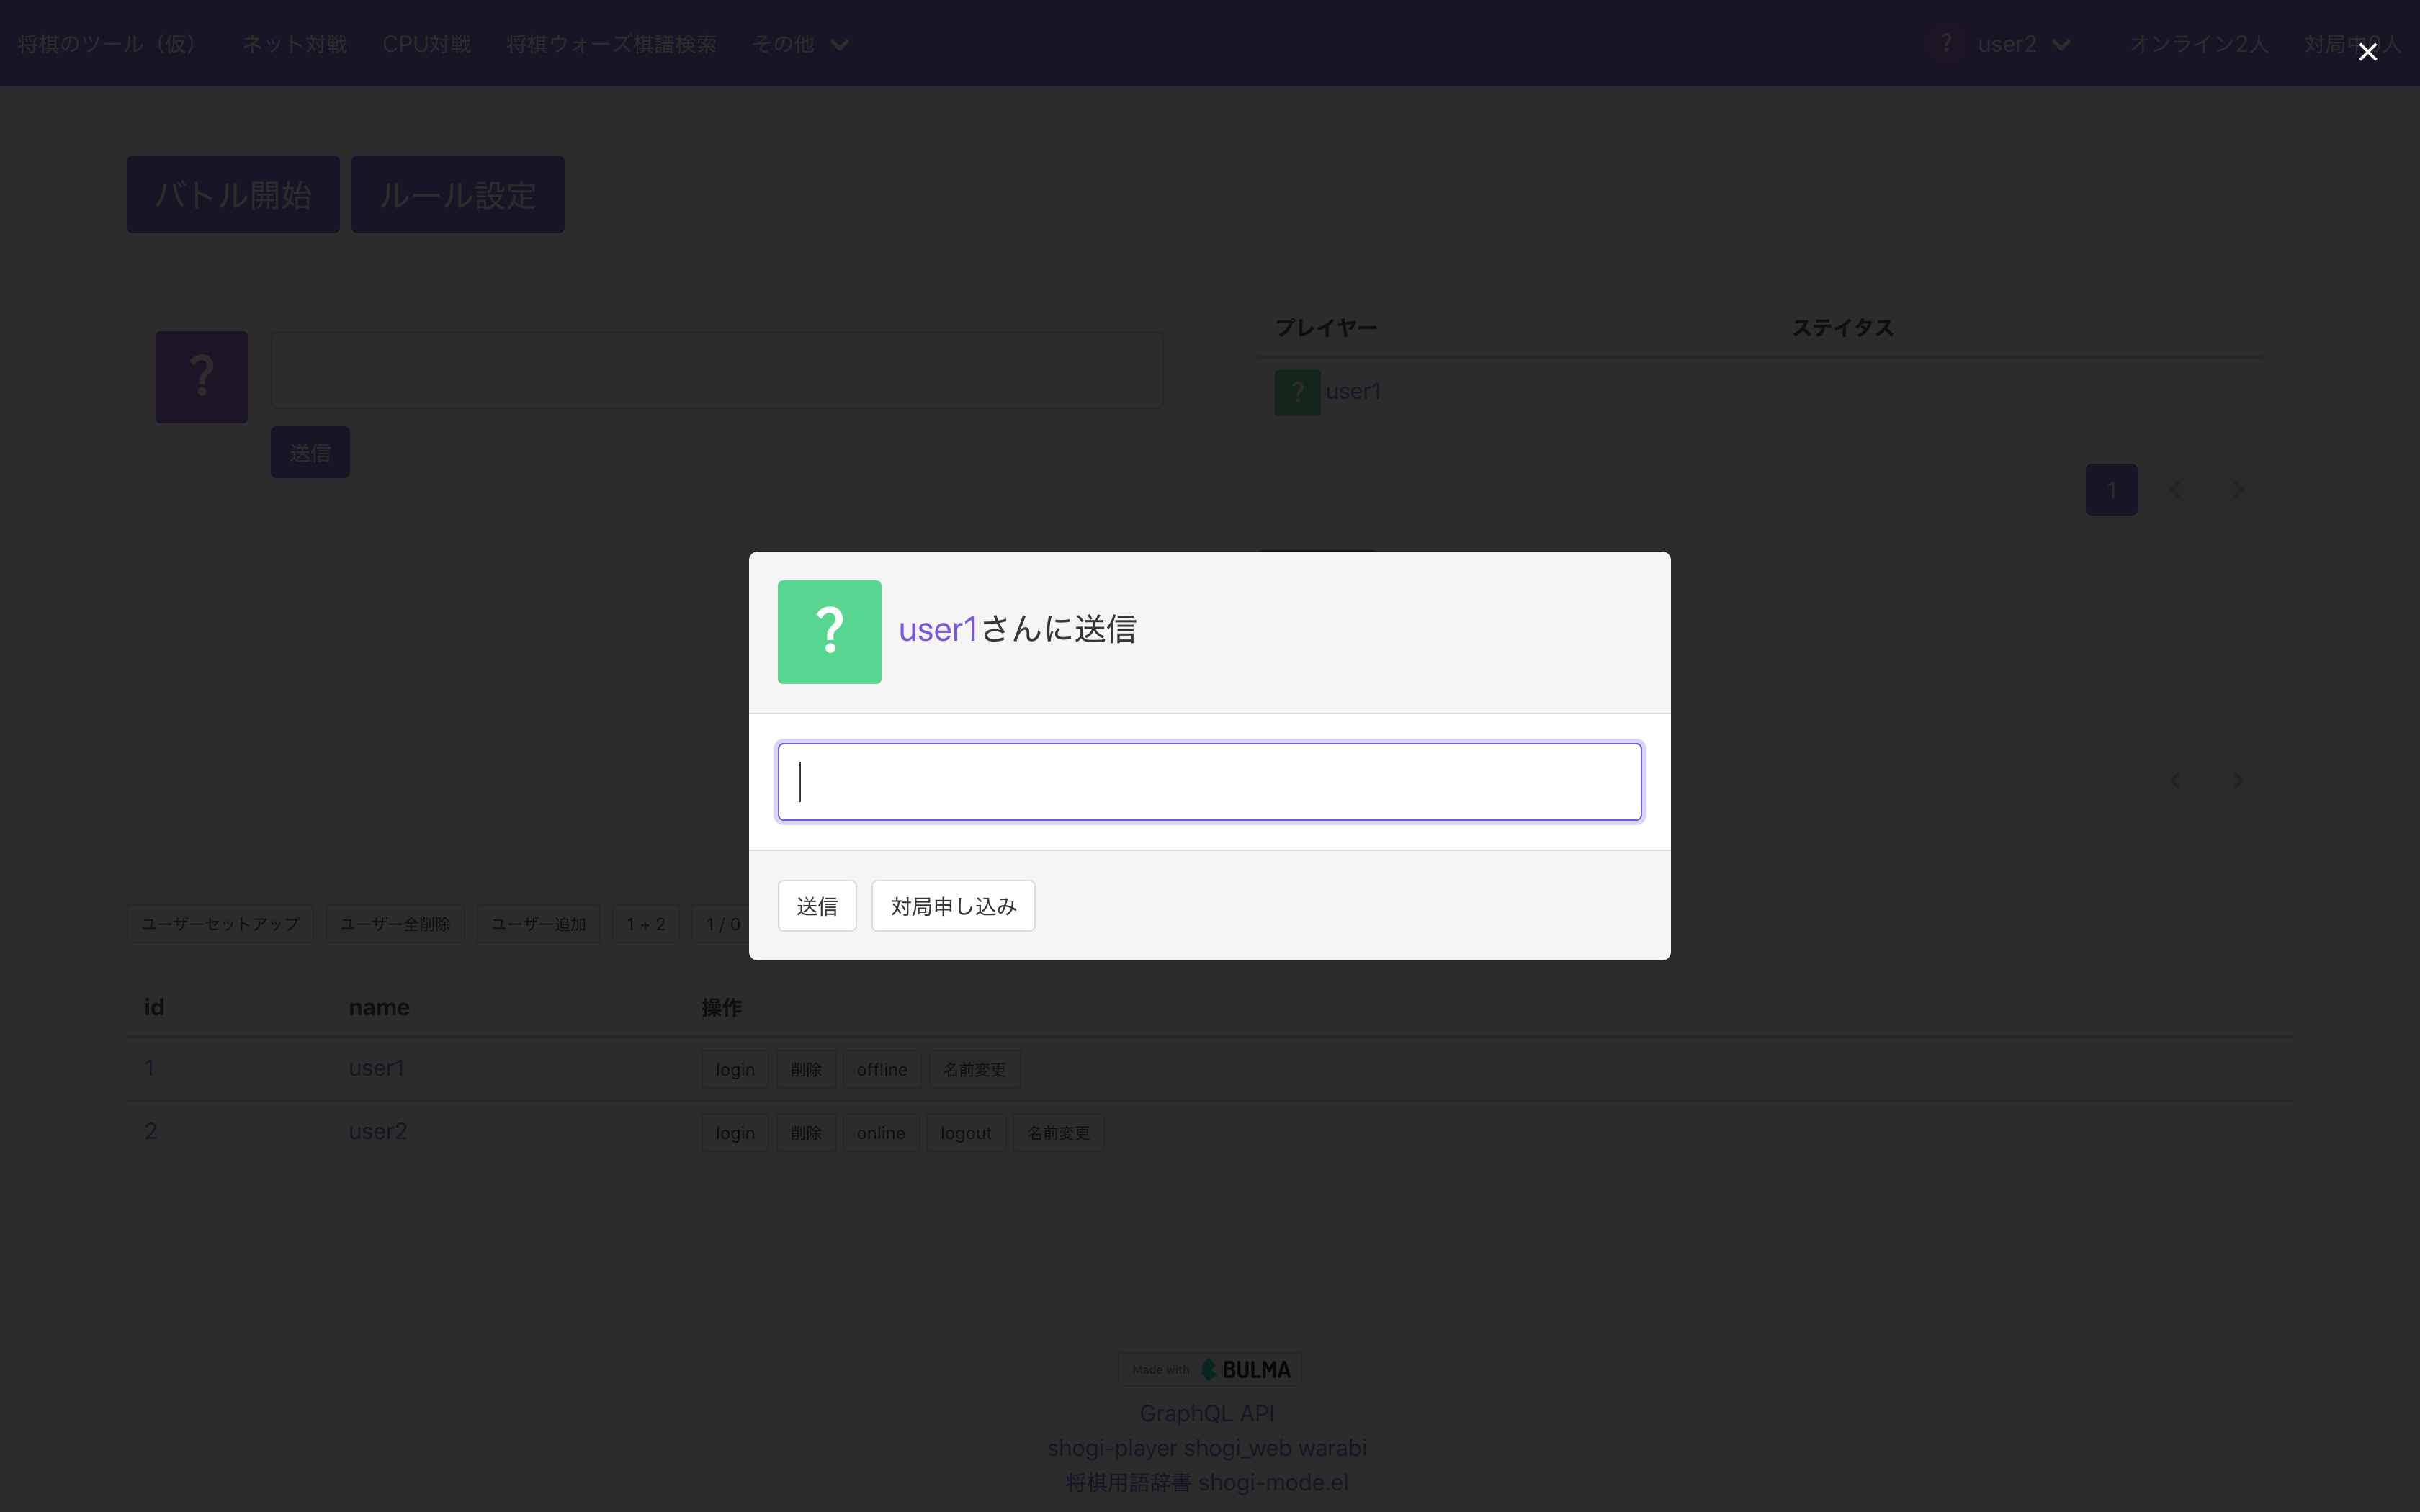 将棋のツール（仮） ネット対戦 CPU対戦 将棋ウォーズ棋譜検索 その他 ? user2 オンライン2人 対局中0人
バトル開始 ルール設定
プレイヤー ステイタス
? ? user1
送信
1
? user1さんに送信
送信 対局申し込み
ユーザーセットアップ ユーザー全削除 ユーザー追加 1 + 2 1 / 0
id name 操作
1 user1 login 削除 offline 名前変更
2 user2 login 削除 online logout 名前変更
Made with BULMA
GraphQL API
shogi-player shogi_web warabi
将棋用語辞書 shogi-mode.el